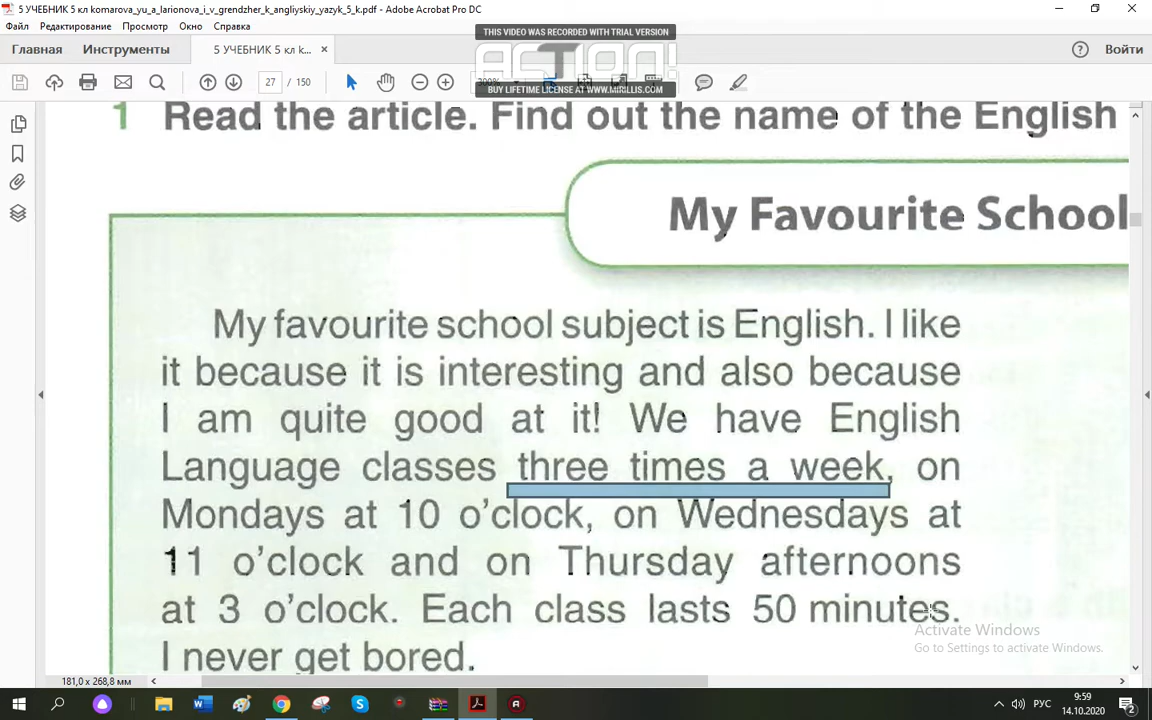 5 УЧЕБНИК 5 кл komarova_yu_a_larionova_i_v_grendzher_k_angliyskiy_yazyk_5_k.pdf - Adobe Acrobat Pro DC
Файл Редактирование Просмотр Окно Справка
THIS VIDEO WAS RECORDED WITH TRIAL VERSION
ACTION!
BUY LIFETIME LICENSE AT WWW.MIRILLIS.COM
Главная Инструменты 5 УЧЕБНИК 5 кл к... × Войти
27 / 150
1 Read the article. Find out the name of the English
My Favourite School
My favourite school subject is English. I like
it because it is interesting and also because
I am quite good at it! We have English
Language classes three times a week, on
Mondays at 10 o'clock, on Wednesdays at
11 o'clock and on Thursday afternoons
at 3 o'clock. Each class lasts 50 minutes.
I never get bored.
Activate Windows
Go to Settings to activate Windows.
181,0 x 268,8 мм
РУС
9:59
14.10.2020
2